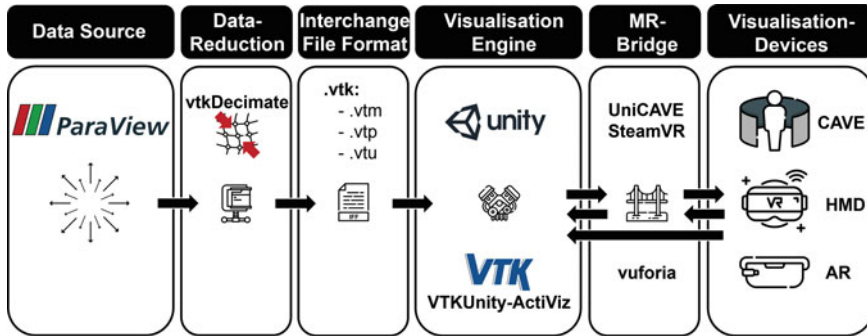 Data Source
Data-
Reduction
Interchange
File Format
Visualisation
Engine
MR-
Bridge
Visualisation-
Devices
ParaView
vtkDecimate
.vtk:
- .vtm
- .vtp
- .vtu
IFF
unity
VTK
VTKUnity-ActiViz
UniCAVE
SteamVR
vuforia
CAVE
VR
HMD
AR